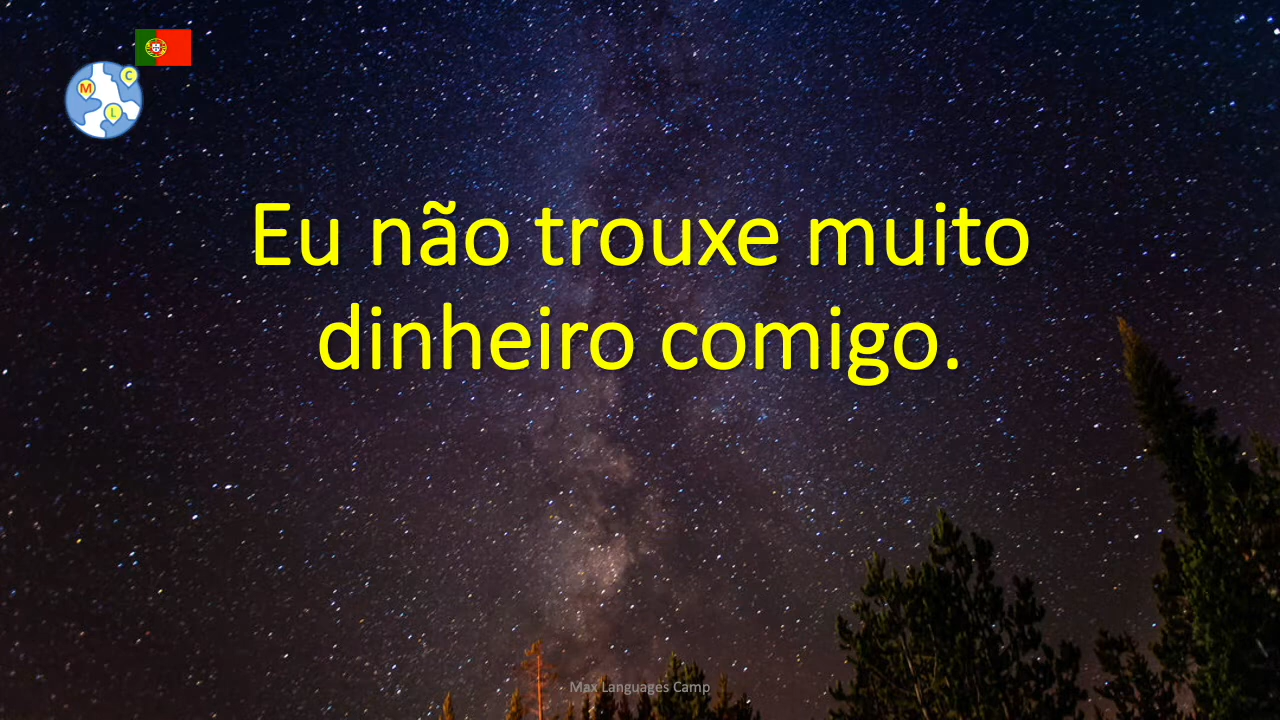 M
C
L
Eu não trouxe muito
dinheiro comigo.
Max Languages Camp